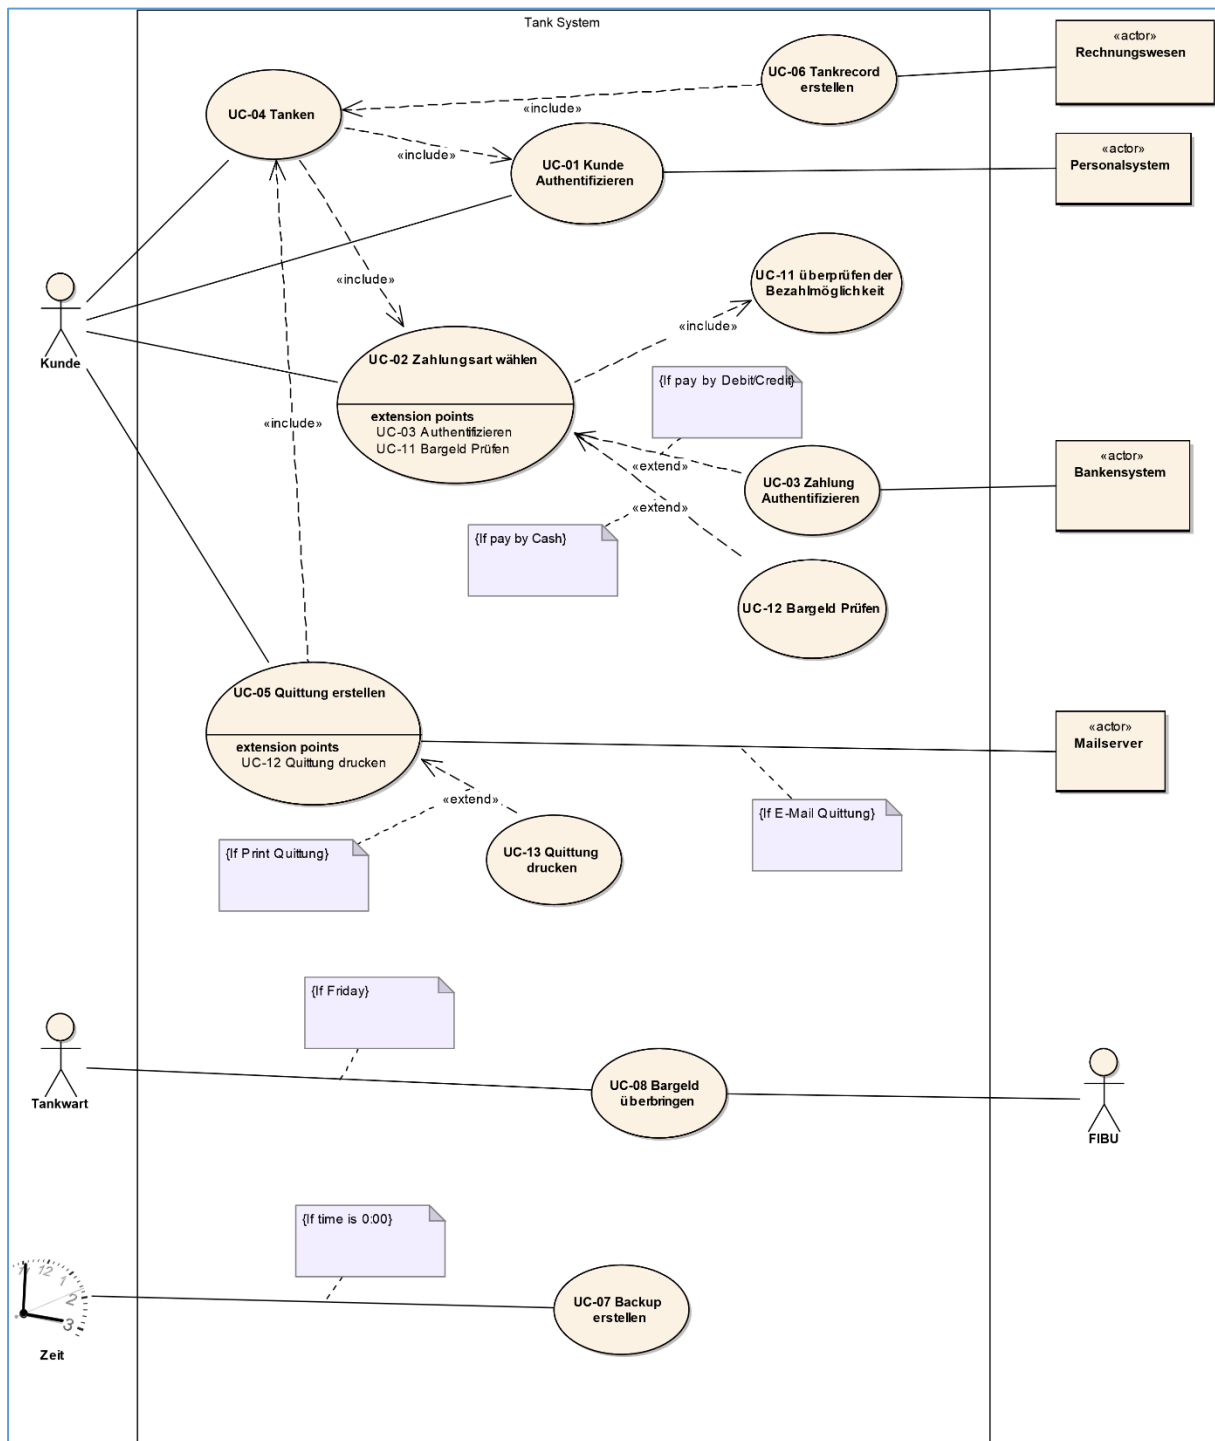 Tank System
«actor»
Rechnungswesen
UC-06 Tankrecord
erstellen
«include»
UC-04 Tanken
«include»
UC-01 Kunde
Authentifizieren
«actor»
Personalsystem
UC-11 überprüfen der
Bezahlmöglichkeit
«include»
«include»
Kunde
UC-02 Zahlungsart wählen
extension points
UC-03 Authentifizieren
UC-11 Bargeld Prüfen
{If pay by Debit/Credit}
«include»
«extend»
UC-03 Zahlung
Authentifizieren
«actor»
Bankensystem
«extend»
{If pay by Cash}
UC-12 Bargeld Prüfen
UC-05 Quittung erstellen
extension points
UC-12 Quittung drucken
«actor»
Mailserver
«extend»
{If E-Mail Quittung}
{If Print Quittung}
UC-13 Quittung
drucken
{If Friday}
Tankwart
UC-08 Bargeld
überbringen
FIBU
{If time is 0:00}
11 12 1
2
3
Zeit
UC-07 Backup
erstellen